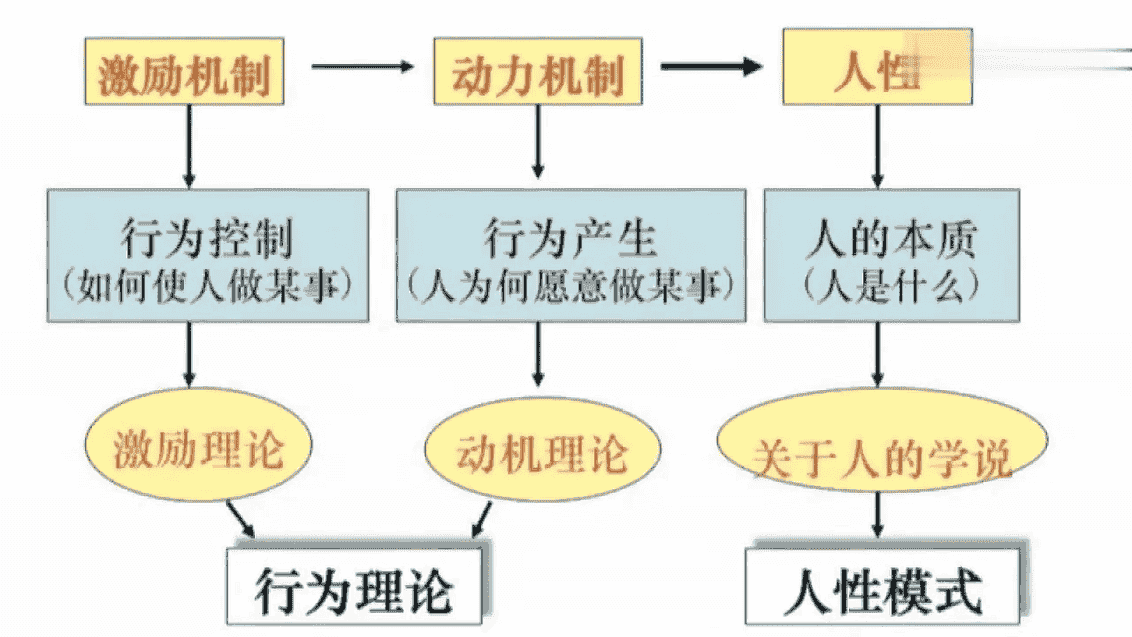 激励机制
动力机制
人性
行为控制
(如何使人做某事)
行为产生
(人为何愿意做某事)
人的本质
(人是什么)
激励理论
动机理论
关于人的学说
行为理论
人性模式